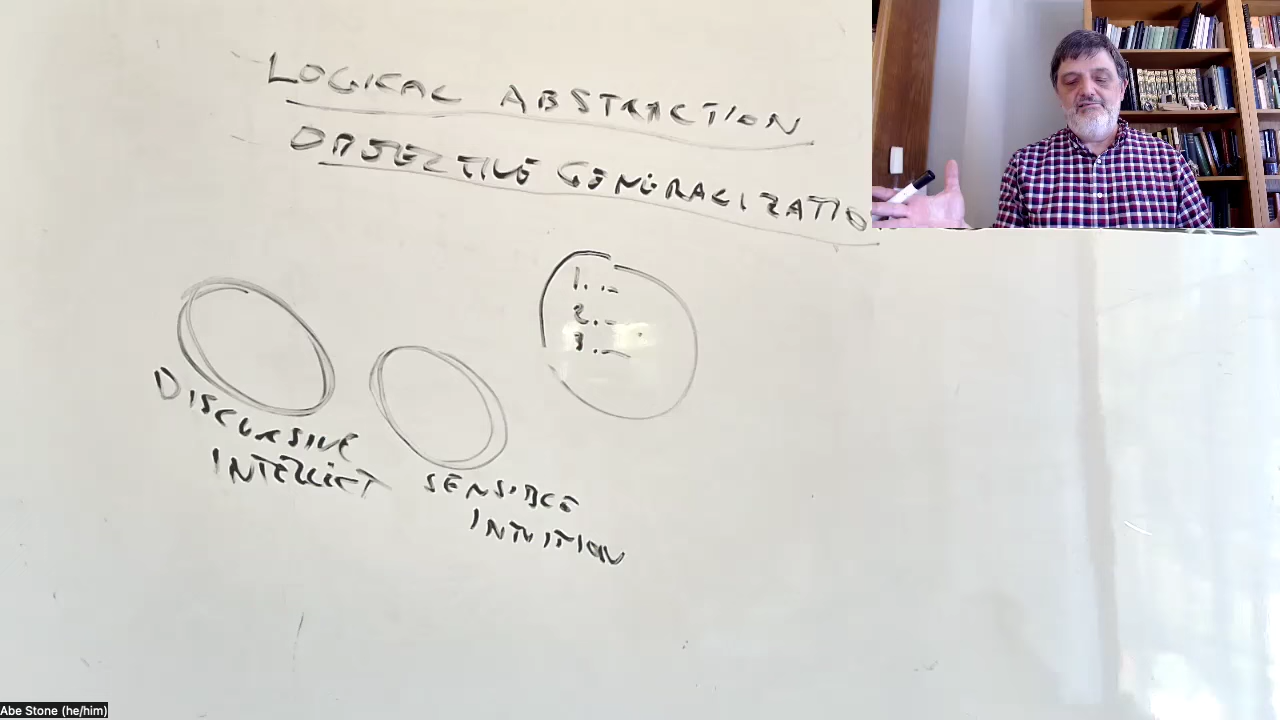 LOGICAL ABSTRACTION
OBJECTIVE GENERALIZATIO
1.
2.
3.
DISCURSIVE
INTELLECT
SENSIBLE
INTUITION
Abe Stone (he/him)